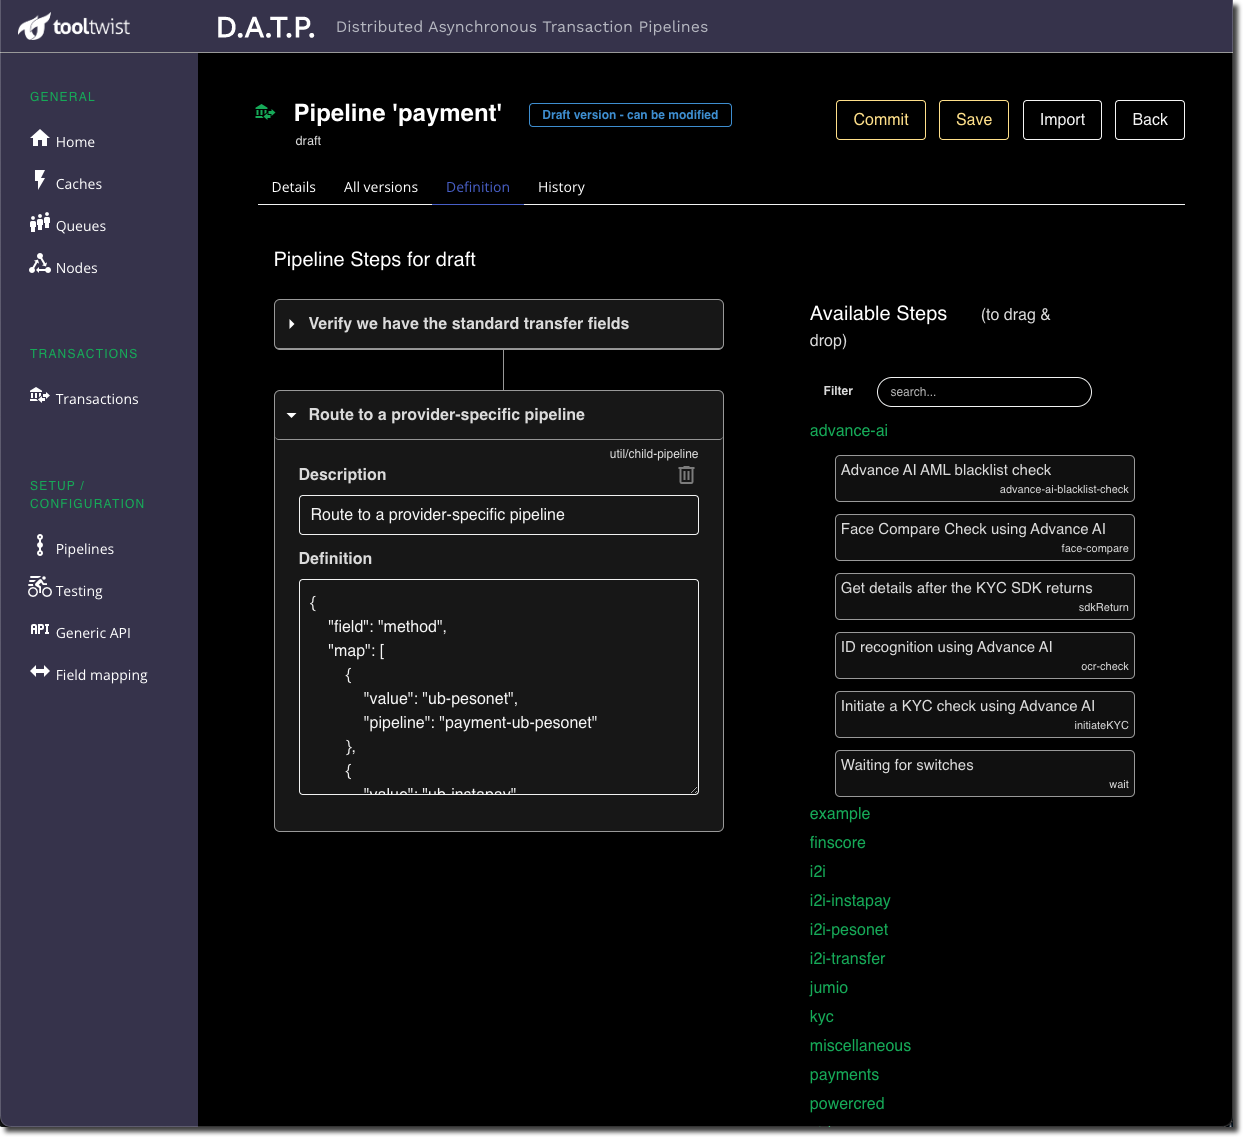 tooltwist
D.A.T.P. Distributed Asynchronous Transaction Pipelines
GENERAL
Home
Caches
Queues
Nodes
TRANSACTIONS
Transactions
SETUP /
CONFIGURATION
Pipelines
Testing
API Generic API
Field mapping
Pipeline 'payment' Draft version - can be modified
draft
Commit Save Import Back
Details All versions Definition History
Pipeline Steps for draft
Verify we have the standard transfer fields
Route to a provider-specific pipeline
util/child-pipeline
Description
Route to a provider-specific pipeline
Definition
{
"field": "method",
"map": [
{
"value": "ub-pesonet",
"pipeline": "payment-ub-pesonet"
},
{
"value": "ub-instapay"
Available Steps (to drag &
drop)
Filter search...
advance-ai
Advance AI AML blacklist check
advance-ai-blacklist-check
Face Compare Check using Advance AI
face-compare
Get details after the KYC SDK returns
sdkReturn
ID recognition using Advance AI
ocr-check
Initiate a KYC check using Advance AI
initiateKYC
Waiting for switches
wait
example
finscore
i2i
i2i-instapay
i2i-pesonet
i2i-transfer
jumio
kyc
miscellaneous
payments
powercred